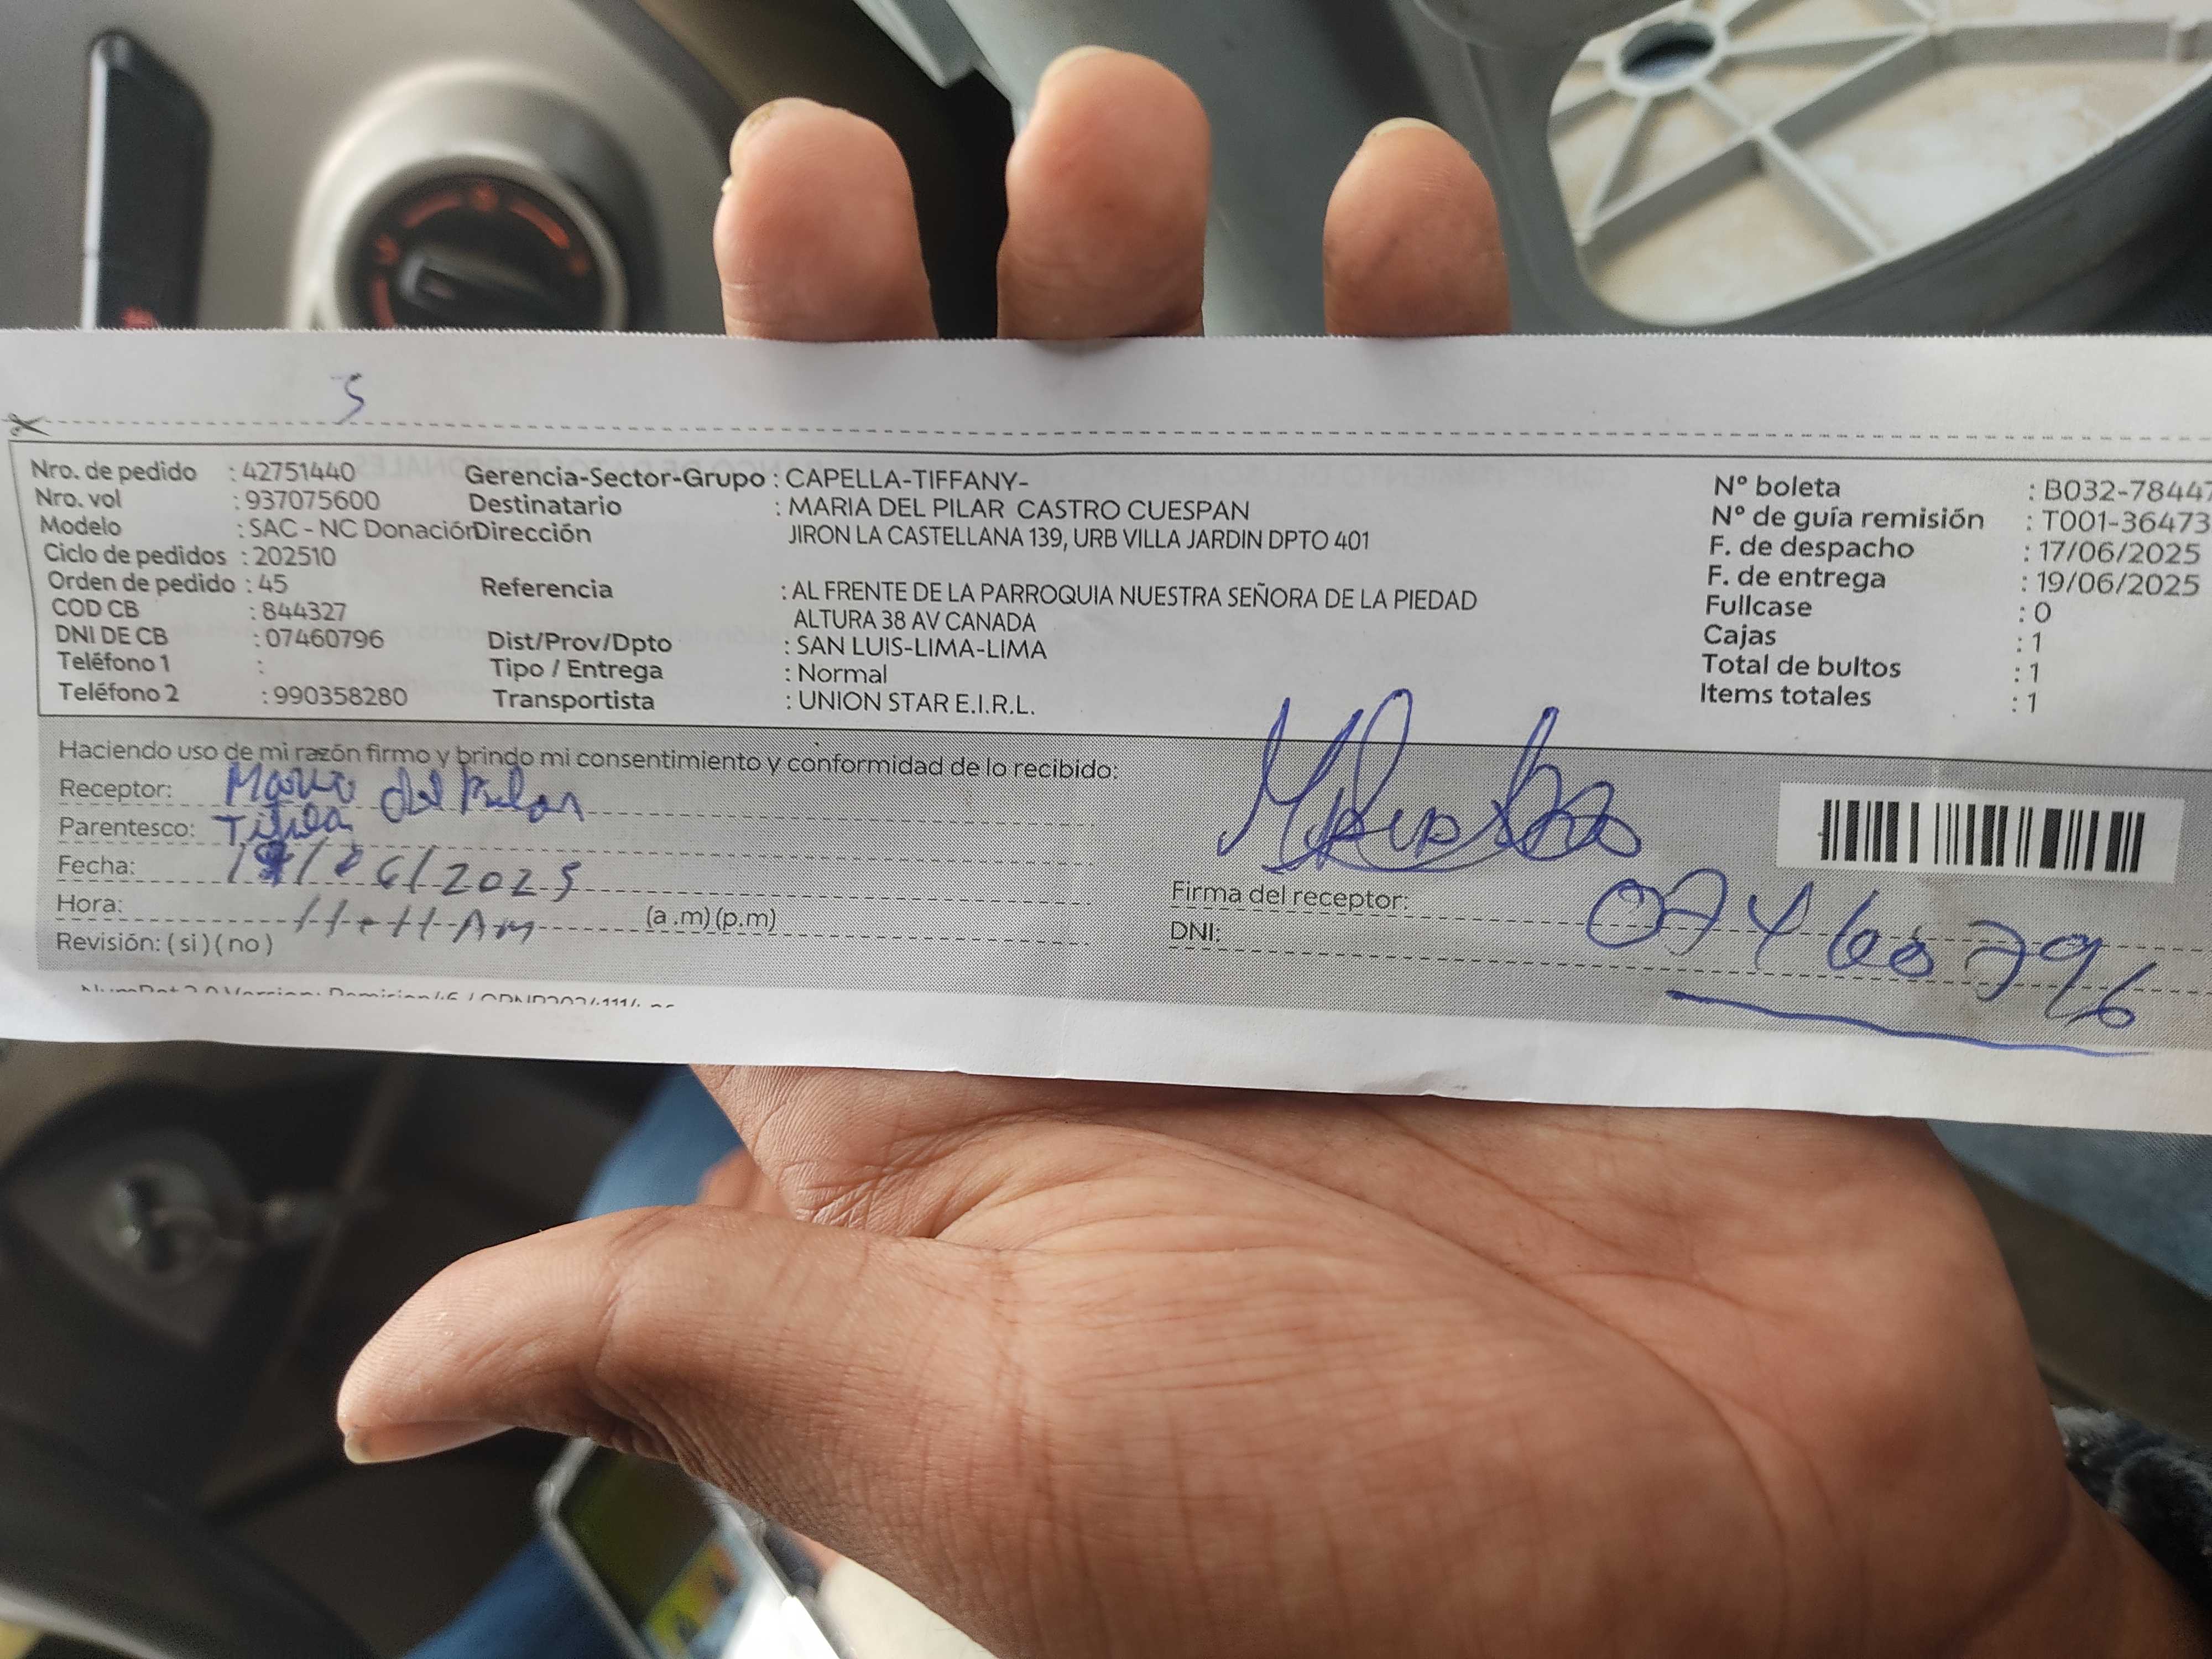 S
Nro. de pedido : 42751440 Gerencia-Sector-Grupo : CAPELLA-TIFFANY- Nº boleta : B032-78447
Nro. vol : 937075600 Destinatario : MARIA DEL PILAR CASTRO CUESPAN Nº de guía remisión : T001-36473
Modelo : SAC - NC Donación Dirección JIRON LA CASTELLANA 139, URB VILLA JARDIN DPTO 401 F. de despacho : 17/06/2025
Ciclo de pedidos : 202510 F. de entrega : 19/06/2025
Orden de pedido : 45 Referencia : AL FRENTE DE LA PARROQUIA NUESTRA SEÑORA DE LA PIEDAD Fullcase : 0
COD CB : 844327 ALTURA 38 AV CANADA Cajas : 1
DNI DE CB : 07460796 Dist/Prov/Dpto : SAN LUIS-LIMA-LIMA Total de bultos : 1
Teléfono 1 : Tipo / Entrega : Normal Items totales : 1
Teléfono 2 : 990358280 Transportista : UNION STAR E.I.R.L.
Haciendo uso de mi razón firmo y brindo mi consentimiento y conformidad de lo recibido:
Receptor: Maria del Pilar
Parentesco: Titular
Fecha: /06/2025
Hora: 11:11 Am (a.m)(p.m)
Revisión: (si)(no)
Firma del receptor:
DNI: 07460796